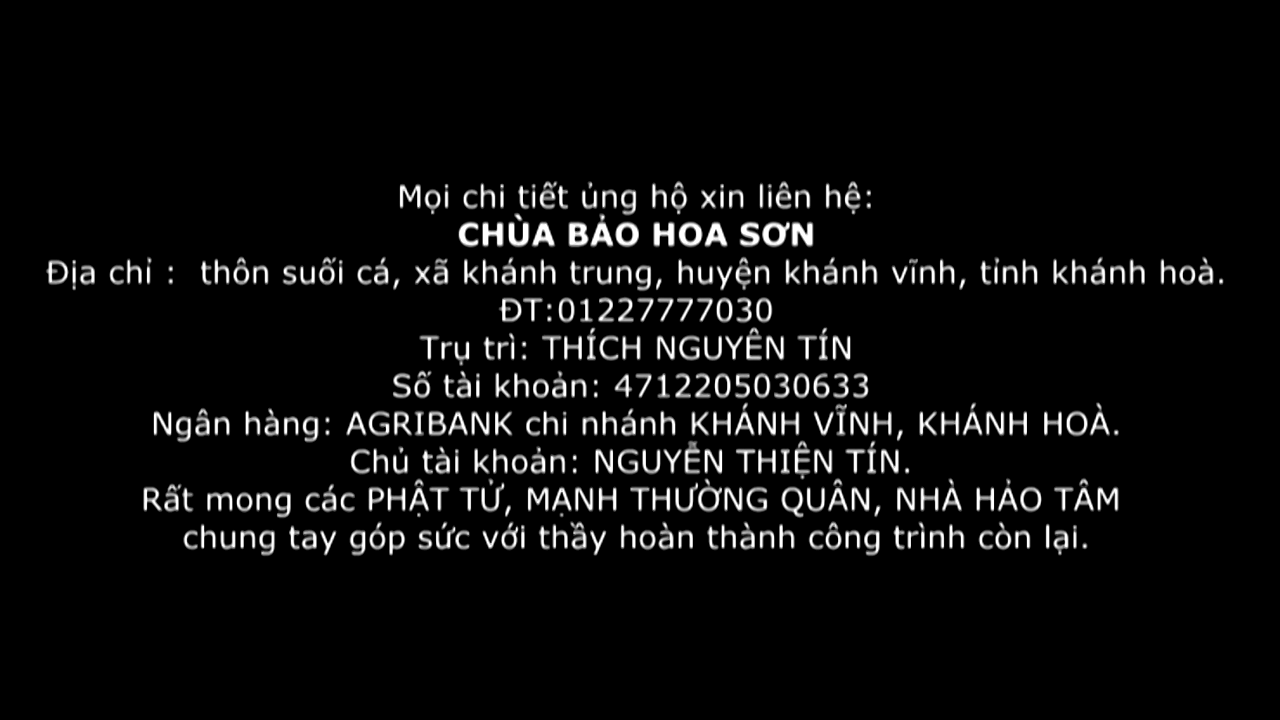 Mọi chi tiết ủng hộ xin liên hệ:
CHÙA BẢO HOA SƠN
Địa chỉ :  thôn suối cá, xã khánh trung, huyện khánh vĩnh, tỉnh khánh hoà.
ĐT:01227777030
Trụ trì: THÍCH NGUYÊN TÍN
Số tài khoản: 4712205030633
Ngân hàng: AGRIBANK chi nhánh KHÁNH VĨNH, KHÁNH HOÀ.
Chủ tài khoản: NGUYỄN THIỆN TÍN.
Rất mong các PHẬT TỬ, MẠNH THƯỜNG QUÂN, NHÀ HẢO TÂM
chung tay góp sức với thầy hoàn thành công trình còn lại.